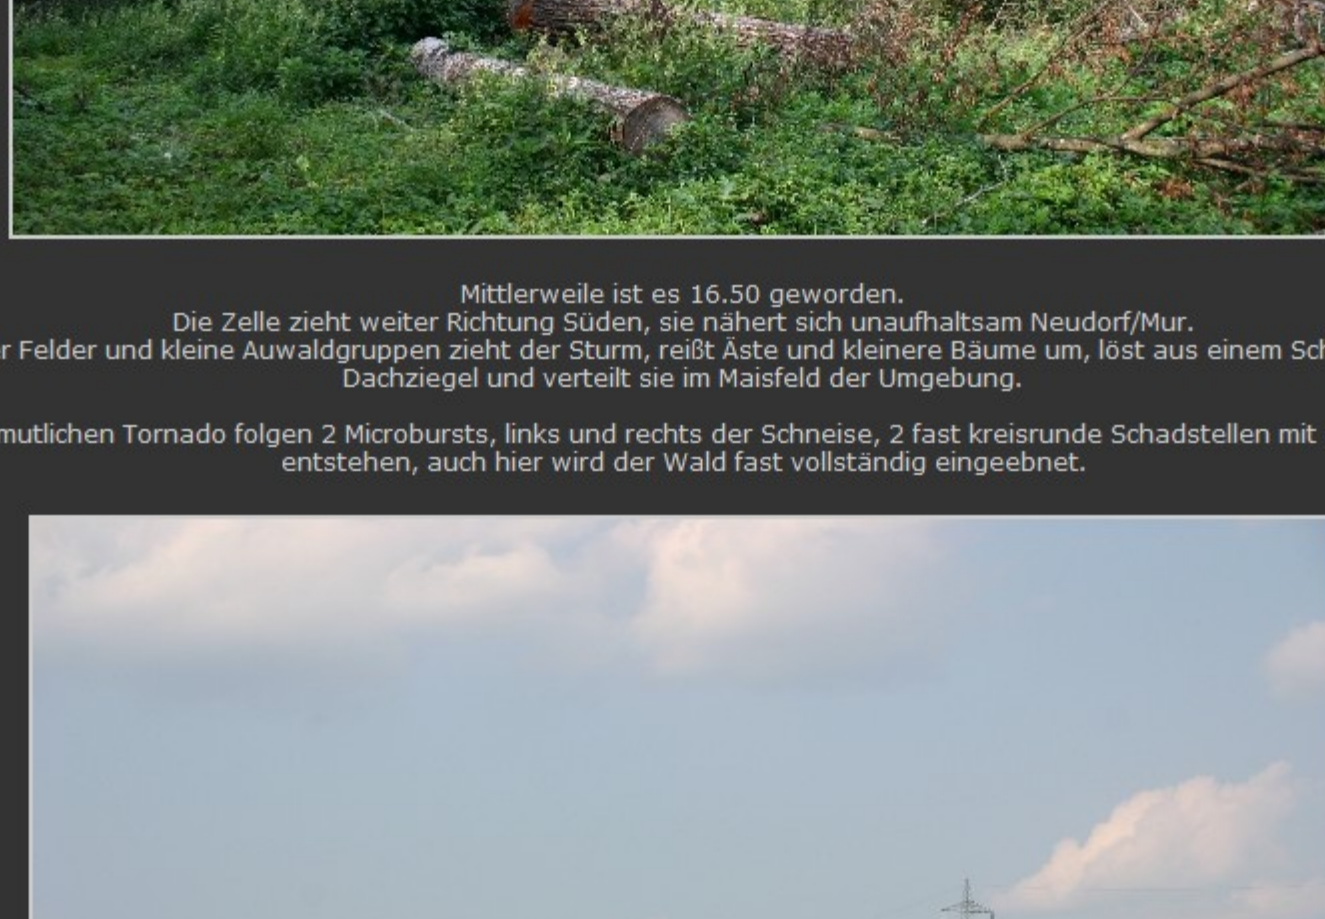 Mittlerweile ist es 16.50 geworden.
Die Zelle zieht weiter Richtung Süden, sie nähert sich unaufhaltsam Neudorf/Mur.
Felder und kleine Auwaldgruppen zieht der Sturm, reißt Äste und kleinere Bäume um, löst aus einem
Dachziegel und verteilt sie im Maisfeld der Umgebung.
Tornado folgen 2 Microbursts, links und rechts der Schneise, 2 fast kreisrunde Schadstellen mit
entstehen, auch hier wird der Wald fast vollständig eingeebnet.